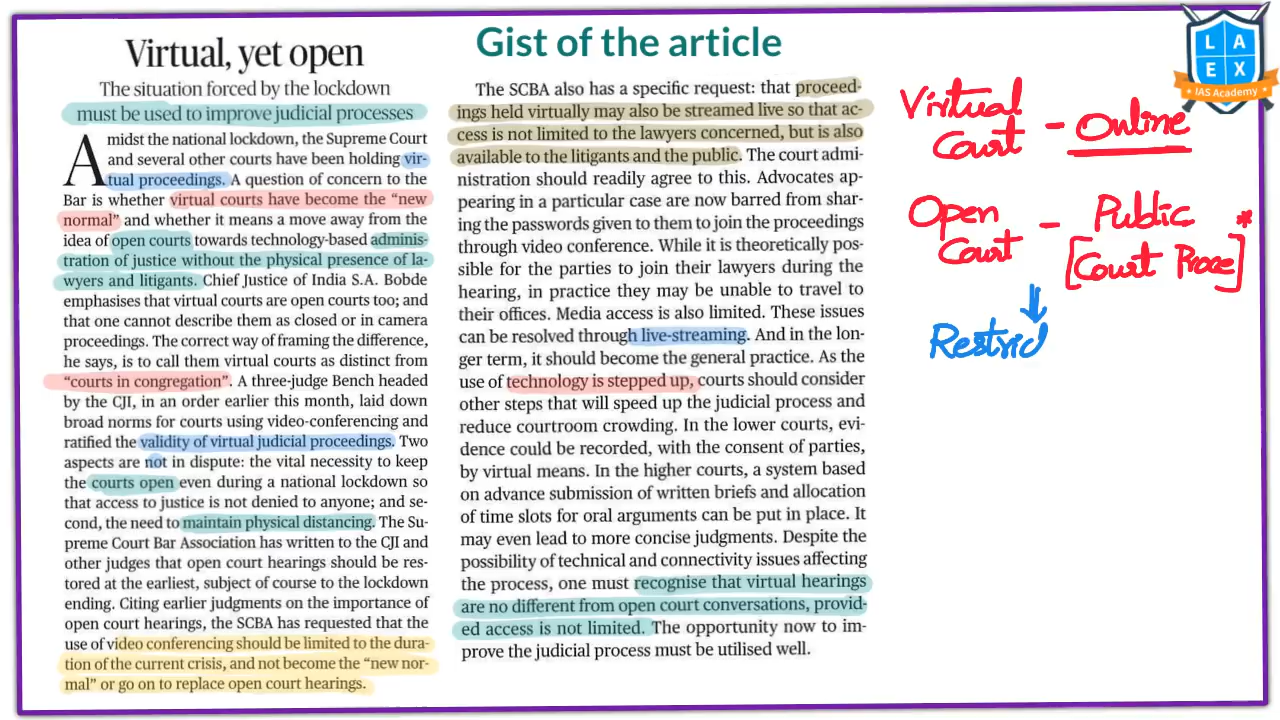 Virtual, yet open
The situation forced by the lockdown
must be used to improve judicial processes
Amidst the national lockdown, the Supreme Court
and several other courts have been holding vir-
tual proceedings. A question of concern to the
Bar is whether virtual courts have become the “new
normal” and whether it means a move away from the
idea of open courts towards technology-based adminis-
tration of justice without the physical presence of la-
wyers and litigants. Chief Justice of India S.A. Bobde
emphasises that virtual courts are open courts too; and
that one cannot describe them as closed or in camera
proceedings. The correct way of framing the difference,
he says, is to call them virtual courts as distinct from
“courts in congregation”. A three-judge Bench headed
by the CJI, in an order earlier this month, laid down
broad norms for courts using video-conferencing and
ratified the validity of virtual judicial proceedings. Two
aspects are not in dispute: the vital necessity to keep
the courts open even during a national lockdown so
that access to justice is not denied to anyone; and se-
cond, the need to maintain physical distancing. The Su-
preme Court Bar Association has written to the CJI and
other judges that open court hearings should be res-
tored at the earliest, subject of course to the lockdown
ending. Citing earlier judgments on the importance of
open court hearings, the SCBA has requested that the
use of video conferencing should be limited to the dura-
tion of the current crisis, and not become the “new nor-
mal” or go on to replace open court hearings.
Gist of the article
The SCBA also has a specific request: that proceed-
ings held virtually may also be streamed live so that ac-
cess is not limited to the lawyers concerned, but is also
available to the litigants and the public. The court admi-
nistration should readily agree to this. Advocates ap-
pearing in a particular case are now barred from shar-
ing the passwords given to them to join the proceedings
through video conference. While it is theoretically pos-
sible for the parties to join their lawyers during the
hearing, in practice they may be unable to travel to
their offices. Media access is also limited. These issues
can be resolved through live-streaming. And in the lon-
ger term, it should become the general practice. As the
use of technology is stepped up, courts should consider
other steps that will speed up the judicial process and
reduce courtroom crowding. In the lower courts, evi-
dence could be recorded, with the consent of parties,
by virtual means. In the higher courts, a system based
on advance submission of written briefs and allocation
of time slots for oral arguments can be put in place. It
may even lead to more concise judgments. Despite the
possibility of technical and connectivity issues affecting
the process, one must recognise that virtual hearings
are no different from open court conversations, provid-
ed access is not limited. The opportunity now to im-
prove the judicial process must be utilised well.
Virtual
Court - Online
Open
Court - Public *
[Court Proce]
Restrid
L A
E X
IAS Academy